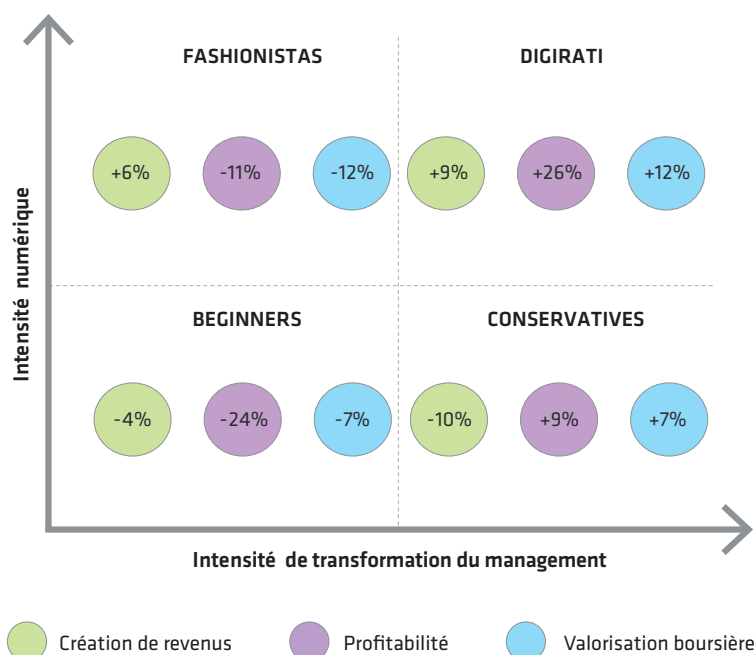 FASHIONISTAS
DIGIRATI
+6%
-11%
-12%
+9%
+26%
+12%
Intensité numérique
BEGINNERS
CONSERVATIVES
-4%
-24%
-7%
-10%
+9%
+7%
Intensité de transformation du management
Création de revenus
Profitabilité
Valorisation boursière